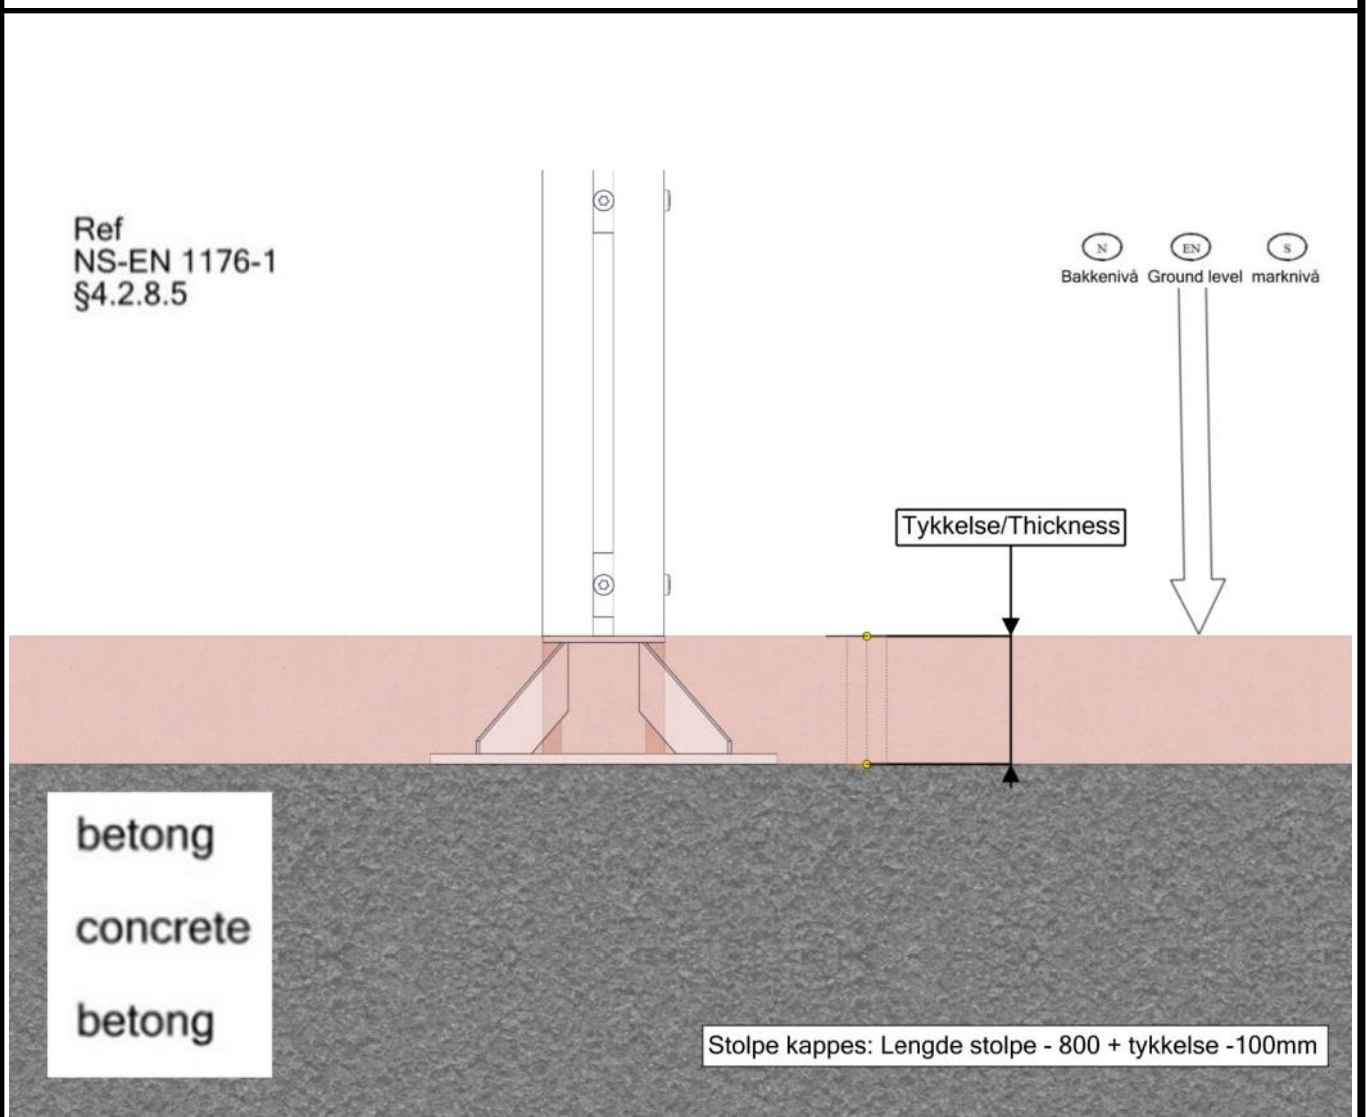 Ref
NS-EN 1176-1
§4.2.8.5
N EN S
Bakkenivå Ground level marknivå
Tykkelse/Thickness
betong
concrete
betong
Stolpe kappes: Lengde stolpe - 800 + tykkelse -100mm